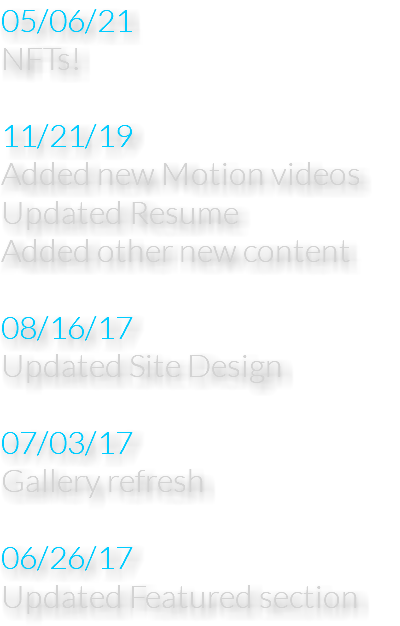 05/06/21
NFTs!
11/21/19
Added new Motion videos
Updated Resume
Added other new content
08/16/17
Updated Site Design
07/03/17
Gallery refresh
06/26/17
Updated Featured section